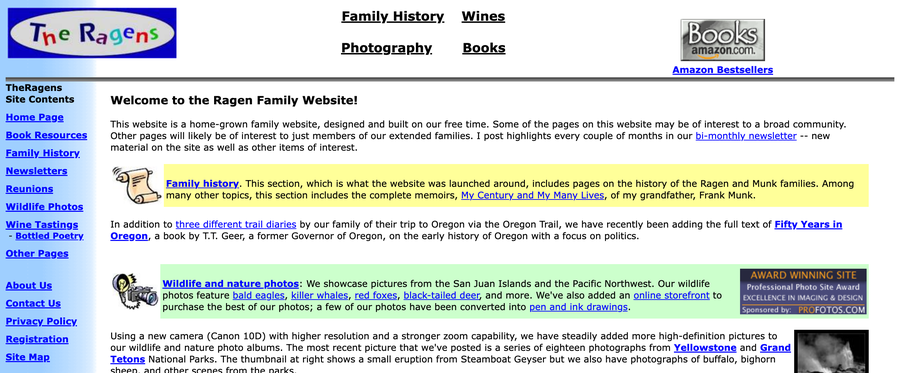 The Ragens
Family History Wines
Photography Books
Books
amazon.com.
Amazon Bestsellers
TheRagens
Site Contents
Home Page
Book Resources
Family History
Newsletters
Reunions
Wildlife Photos
Wine Tastings
- Bottled Poetry
Other Pages
About Us
Contact Us
Privacy Policy
Registration
Site Map
Welcome to the Ragen Family Website!
This website is a home-grown family website, designed and built on our free time. Some of the pages on this website may be of interest to a broad community.
Other pages will likely be of interest to just members of our extended families. I post highlights every couple of months in our bi-monthly newsletter -- new
material on the site as well as other items of interest.
Family history. This section, which is what the website was launched around, includes pages on the history of the Ragen and Munk families. Among
many other topics, this section includes the complete memoirs, My Century and My Many Lives, of my grandfather, Frank Munk.
In addition to three different trail diaries by our family of their trip to Oregon via the Oregon Trail, we have recently been adding the full text of Fifty Years in
Oregon, a book by T.T. Geer, a former Governor of Oregon, on the early history of Oregon with a focus on politics.
Wildlife and nature photos: We showcase pictures from the San Juan Islands and the Pacific Northwest. Our wildlife
photos feature bald eagles, killer whales, red foxes, black-tailed deer, and more. We've also added an online storefront to
purchase the best of our photos; a few of our photos have been converted into pen and ink drawings.
AWARD WINNING SITE
Professional Photo Site Award
EXCELLENCE IN IMAGING & DESIGN
Sponsored by: PROFOTOS.COM
Using a new camera (Canon 10D) with higher resolution and a stronger zoom capability, we have steadily added more high-definition pictures to
our wildlife and nature photo albums. The most recent picture that we've posted is a series of eighteen photographs from Yellowstone and Grand
Tetons National Parks. The thumbnail at right shows a small eruption from Steamboat Geyser but we also have photographs of buffalo, bighorn
sheep, and other scenes from the parks.